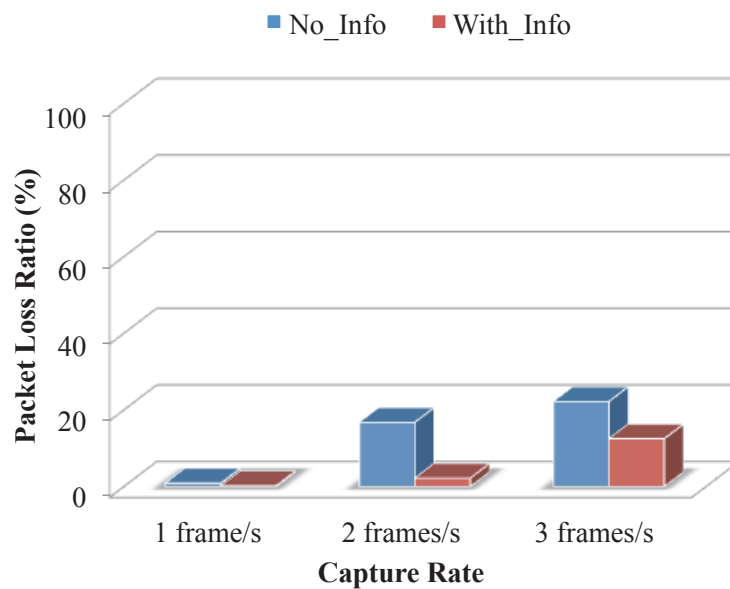 No_Info With_Info
100
80
60
40
20
0
Packet Loss Ratio (%)
1 frame/s 2 frames/s 3 frames/s
Capture Rate